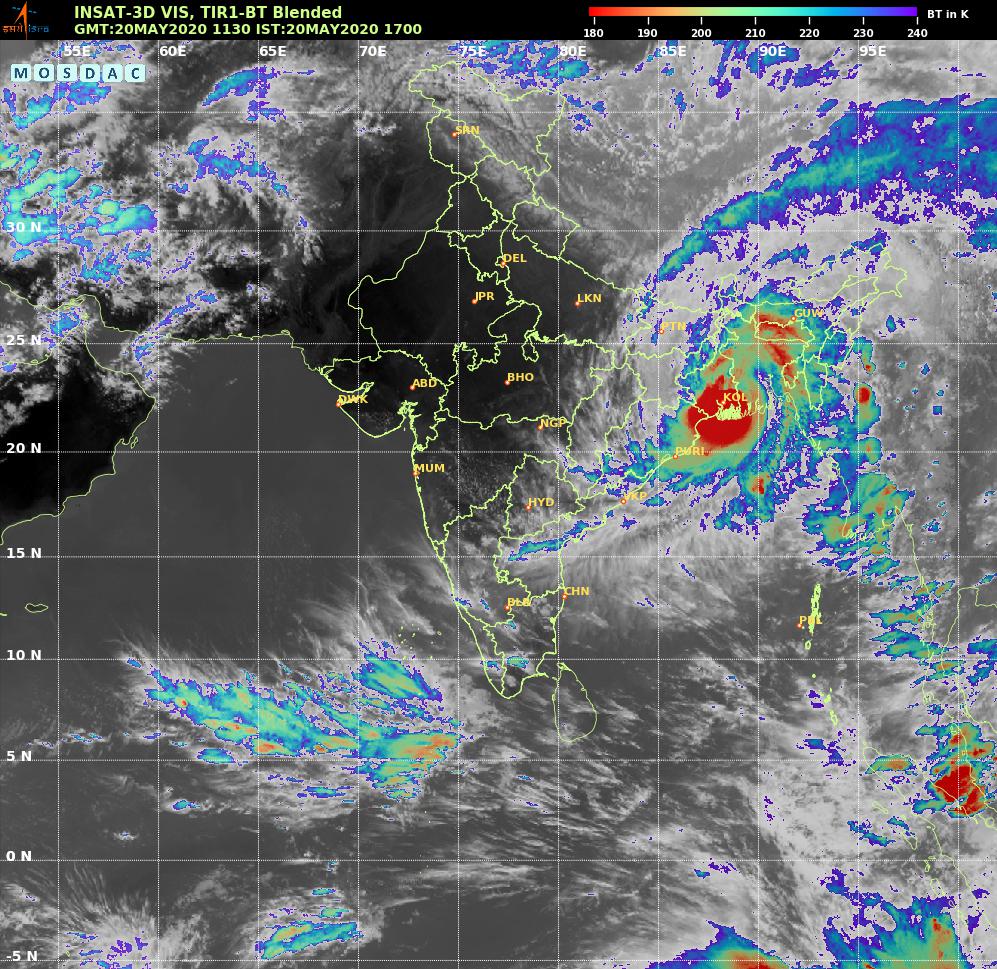 INSAT-3D VIS, TIR1-BT Blended
GMT:20MAY2020 1130 IST:20MAY2020 1700
BT in K
180 190 200 210 220 230 240
55E 60E 65E 70E 75E 80E 85E 90E 95E
MOSDAC
SRN
30 N
DEL
JPR
LKN
GUW
PTN
25 N
ABD
BHO
DWK
KOL
NGP
20 N
PURI
MUM
HYD
VKP
15 N
BLR
CHN
PBL
10 N
5 N
0 N
-5 N